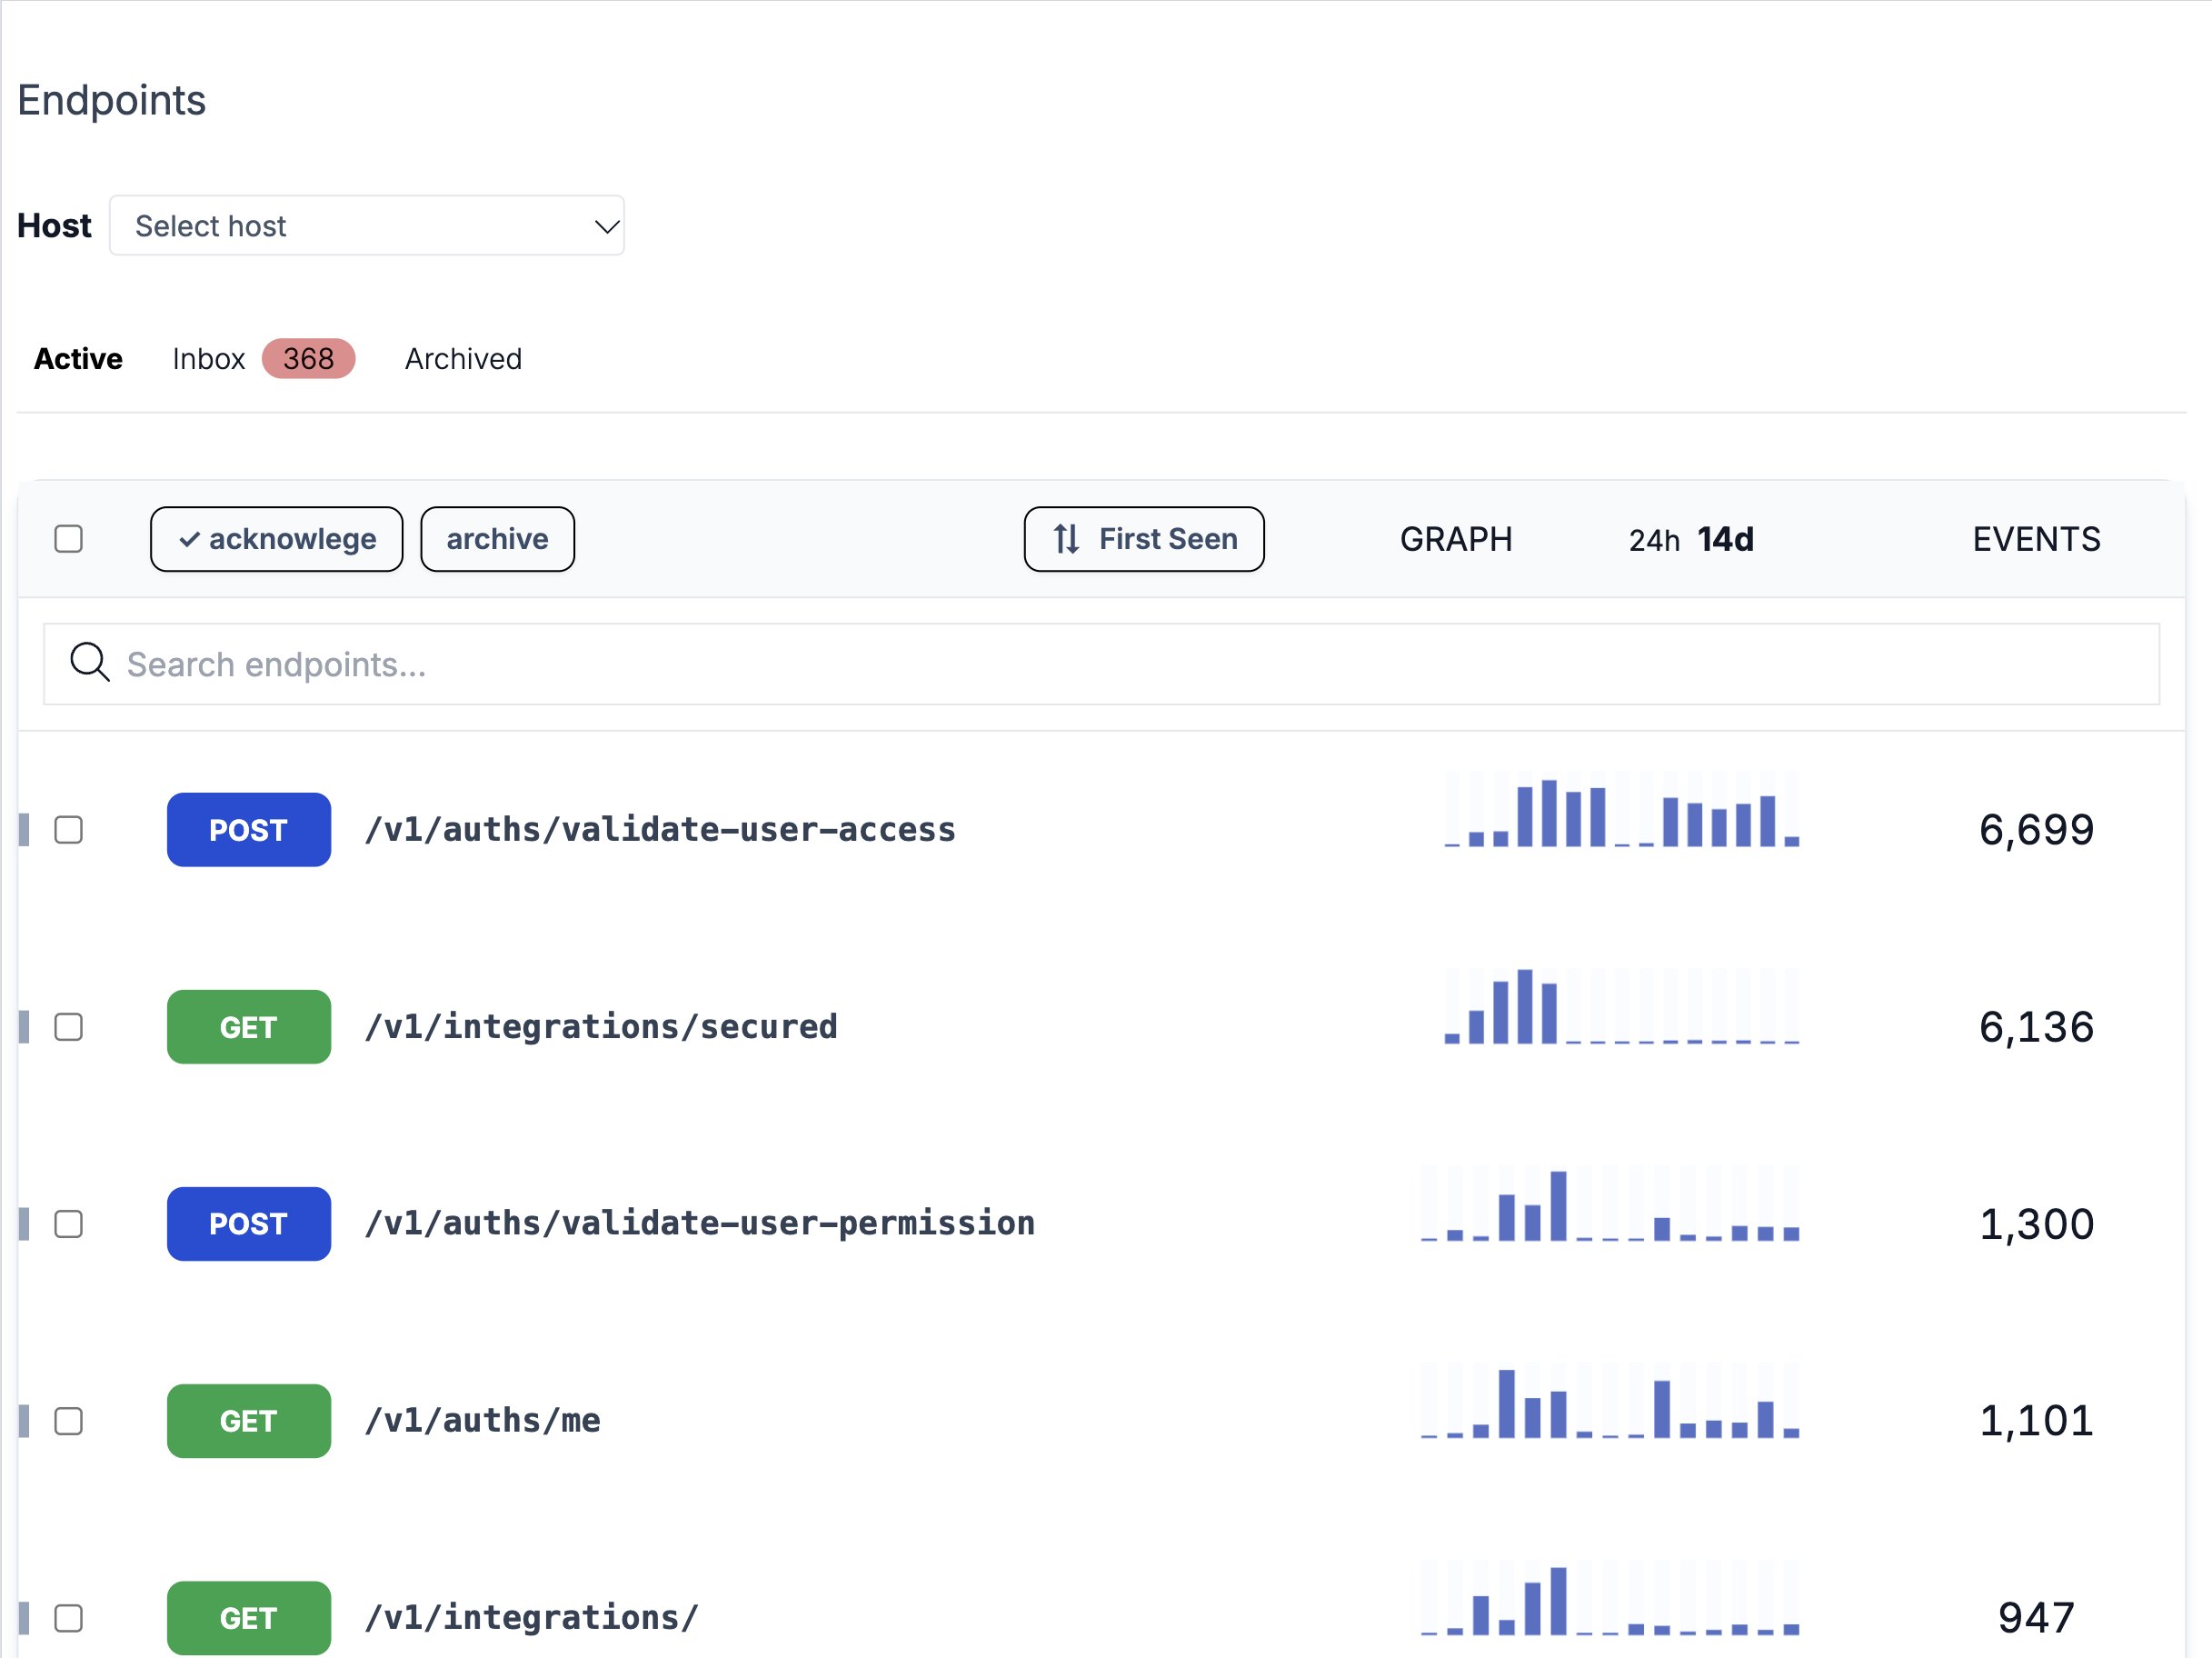 Endpoints
Host Select host
Active Inbox 368 Archived
acknowlege archive First Seen GRAPH 24h 14d EVENTS
Search endpoints...
POST /v1/auths/validate-user-access 6,699
GET /v1/integrations/secured 6,136
POST /v1/auths/validate-user-permission 1,300
GET /v1/auths/me 1,101
GET /v1/integrations/ 947